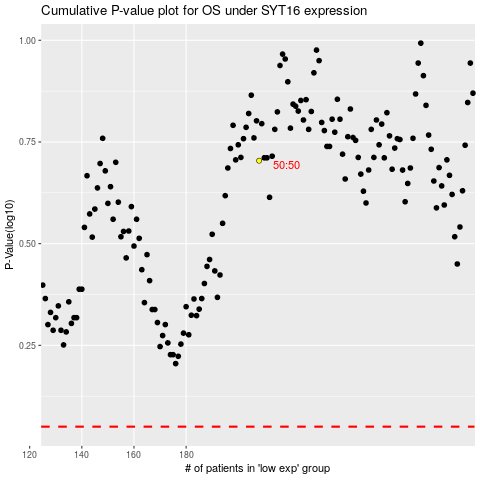 Cumulative P-value plot for OS under SYT16 expression
1.00
0.75
0.50
0.25
P-Value(log10)
50:50
120 140 160 180
# of patients in 'low exp' group